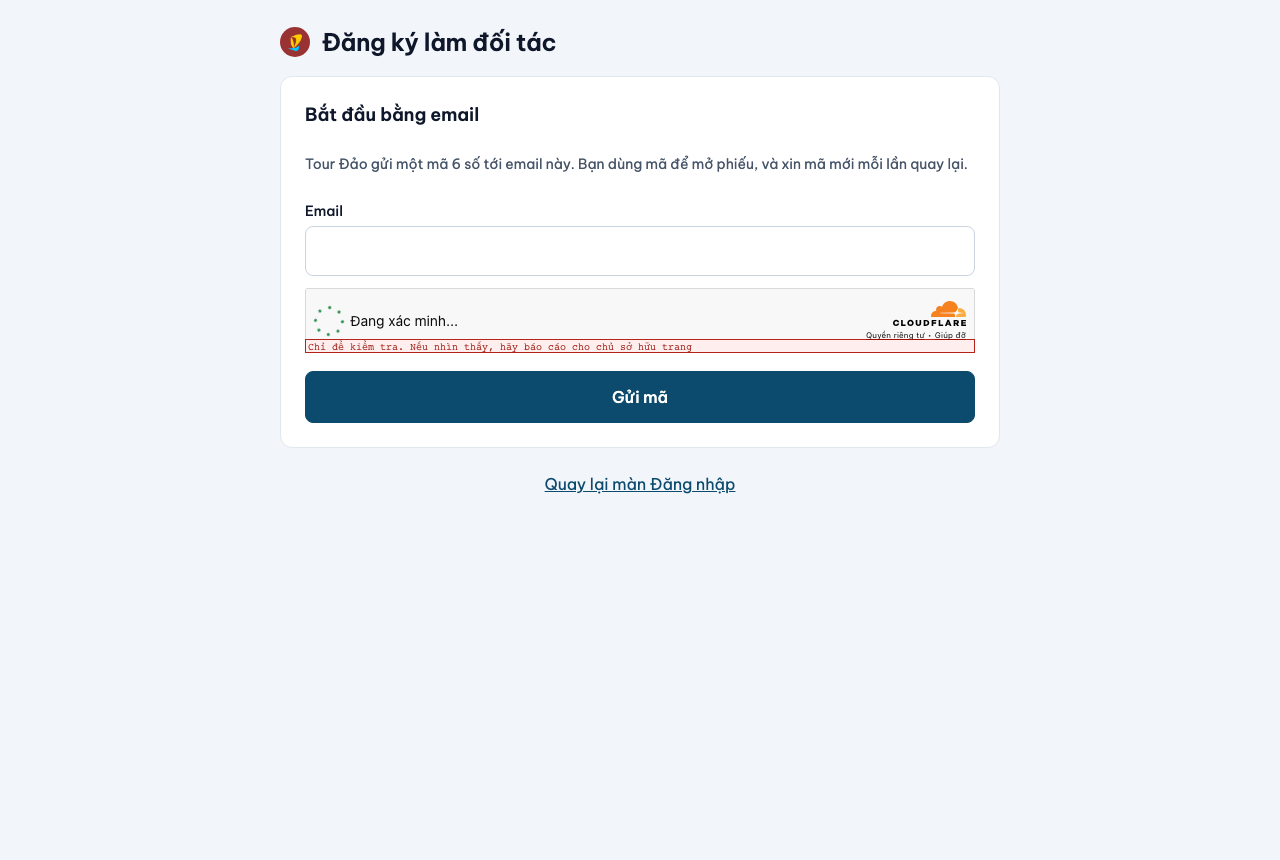 Đăng ký làm đối tác
Bắt đầu bằng email
Tour Đảo gửi một mã 6 số tới email này. Bạn dùng mã để mở phiếu, và xin mã mới mỗi lần quay lại.
Email
Đang xác minh...
CLOUDFLARE
Quyền riêng tư • Giúp đỡ
Chỉ để kiểm tra. Nếu nhìn thấy, hãy báo cáo cho chủ sở hữu trang
Gửi mã
Quay lại màn Đăng nhập